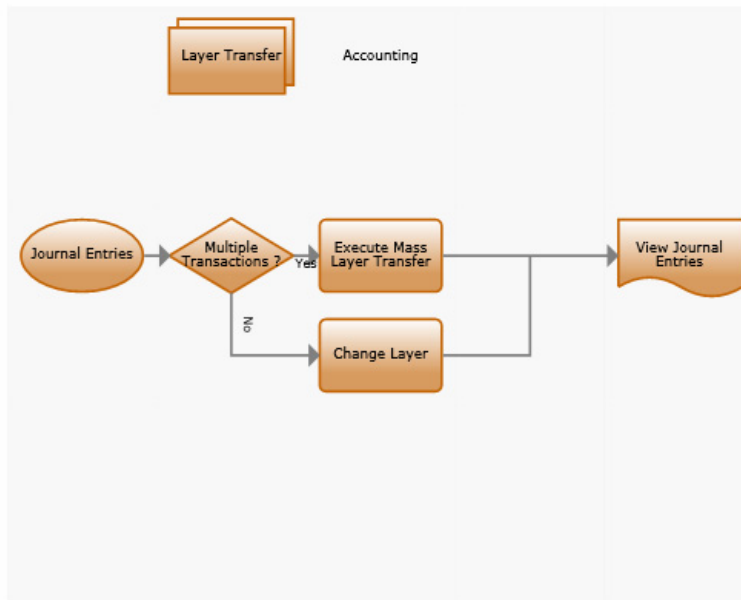 Layer Transfer
Accounting
Journal Entries
Multiple
Transactions ?
Yes
Execute Mass
Layer Transfer
View Journal
Entries
No
Change Layer